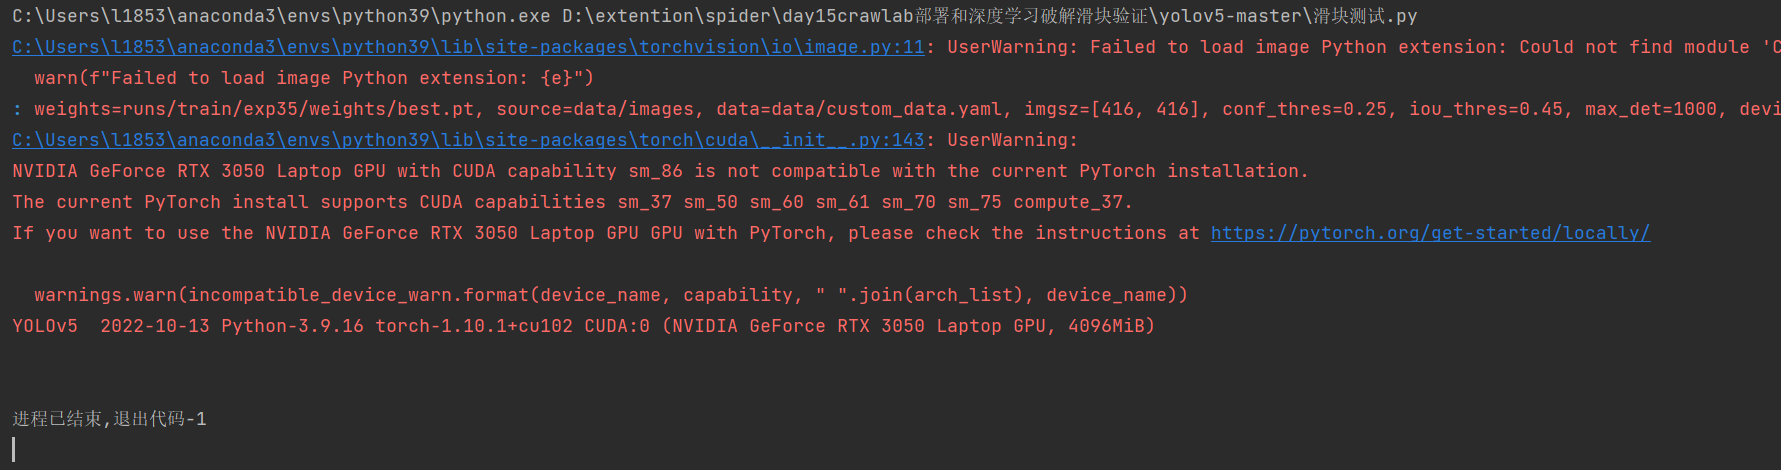 C:\Users\l1853\anaconda3\envs\python39\python.exe D:\extention\spider\day15crawlab部署和深度学习破解滑块验证\yolov5-master\滑块测试.py
C:\Users\l1853\anaconda3\envs\python39\lib\site-packages\torchvision\io\image.py:11: UserWarning: Failed to load image Python extension: Could not find module 'C
warn(f"Failed to load image Python extension: {e}")
: weights=runs/train/exp35/weights/best.pt, source=data/images, data=data/custom_data.yaml, imgsz=[416, 416], conf_thres=0.25, iou_thres=0.45, max_det=1000, devi
C:\Users\l1853\anaconda3\envs\python39\lib\site-packages\torch\cuda\__init__.py:143: UserWarning:
NVIDIA GeForce RTX 3050 Laptop GPU with CUDA capability sm_86 is not compatible with the current PyTorch installation.
The current PyTorch install supports CUDA capabilities sm_37 sm_50 sm_60 sm_61 sm_70 sm_75 compute_37.
If you want to use the NVIDIA GeForce RTX 3050 Laptop GPU GPU with PyTorch, please check the instructions at https://pytorch.org/get-started/locally/
warnings.warn(incompatible_device_warn.format(device_name, capability, " ".join(arch_list), device_name))
YOLOv5  2022-10-13 Python-3.9.16 torch-1.10.1+cu102 CUDA:0 (NVIDIA GeForce RTX 3050 Laptop GPU, 4096MiB)
进程已结束,退出代码-1